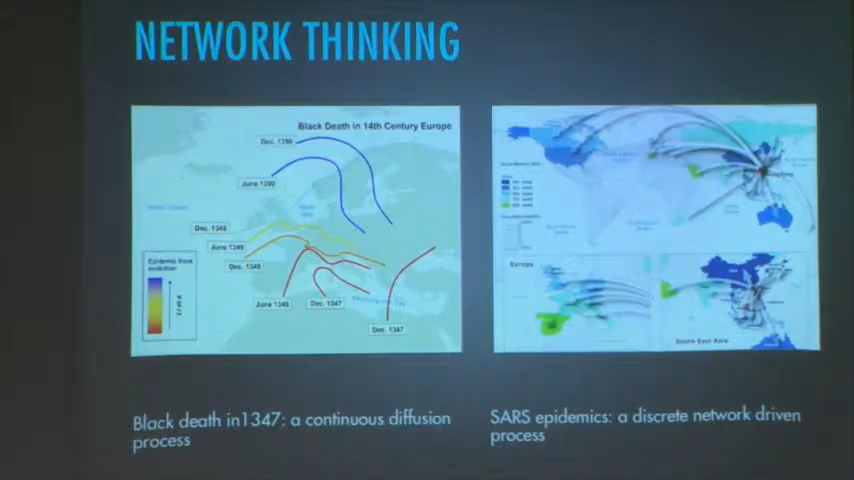 NETWORK THINKING
Black Death in 14th Century Europe
Dec. 1350
June 1350
Dec. 1349
June 1349
Dec. 1348
June 1348
Dec. 1347
Dec. 1347
Epidemic front
evolution
Europe
South East Asia
Black death in1347: a continuous diffusion
process
SARS epidemics: a discrete network driven
process